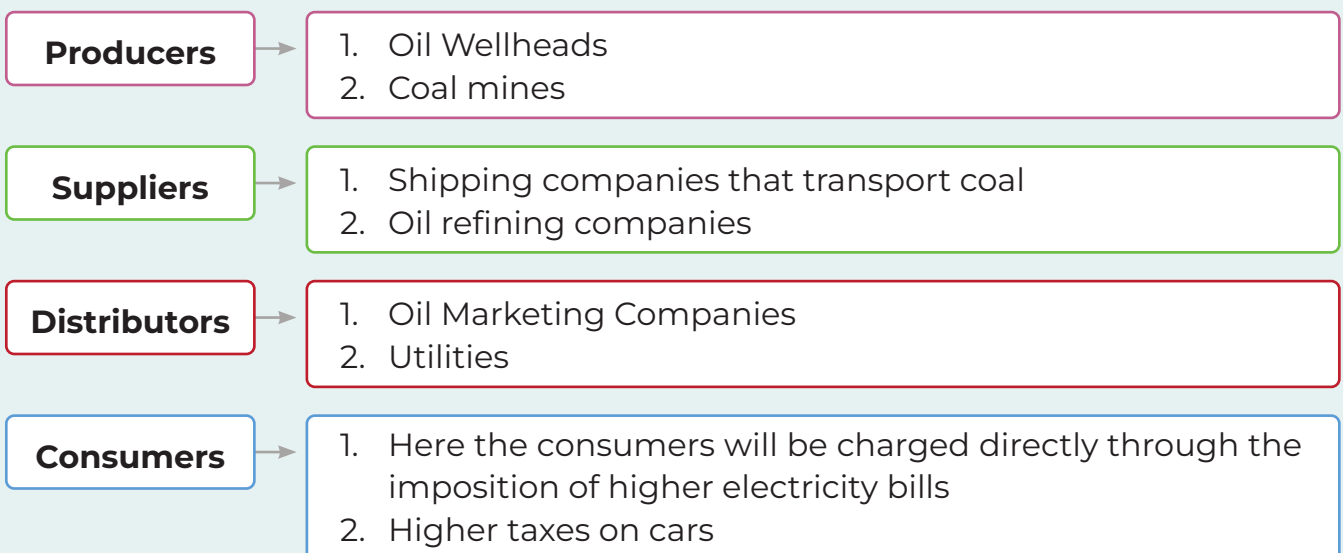 Producers
1. Oil Wellheads
2. Coal mines
Suppliers
1. Shipping companies that transport coal
2. Oil refining companies
Distributors
1. Oil Marketing Companies
2. Utilities
Consumers
1. Here the consumers will be charged directly through the
imposition of higher electricity bills
2. Higher taxes on cars